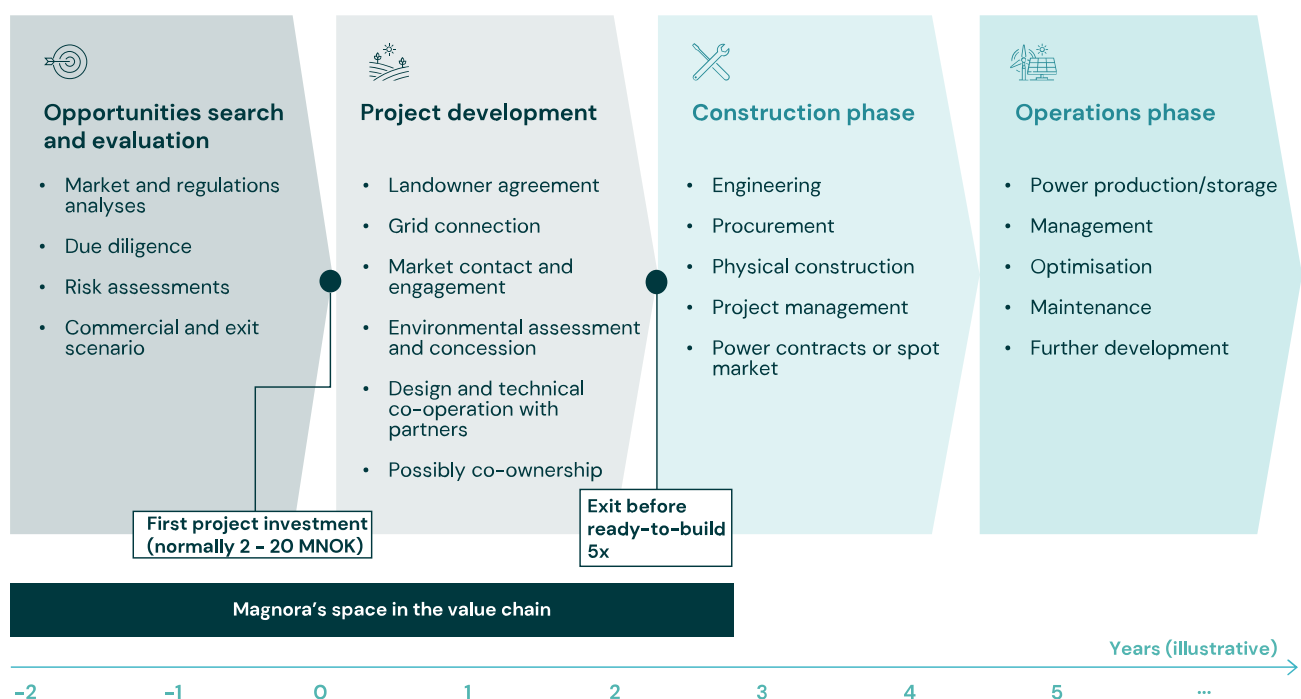 Opportunities search
and evaluation
• Market and regulations
analyses
• Due diligence
• Risk assessments
• Commercial and exit
scenario
Project development
• Landowner agreement
• Grid connection
• Market contact and
engagement
• Environmental assessment
and concession
• Design and technical
co-operation with
partners
• Possibly co-ownership
Construction phase
• Engineering
• Procurement
• Physical construction
• Project management
• Power contracts or spot
market
Operations phase
• Power production/storage
• Management
• Optimisation
• Maintenance
• Further development
First project investment
(normally 2 - 20 MNOK)
Exit before
ready-to-build
5x
Magnora's space in the value chain
Years (illustrative)
-2 -1 0 1 2 3 4 5 ...